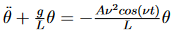 θ̈ + g/L θ = − Aν²cos(νt)/L θ